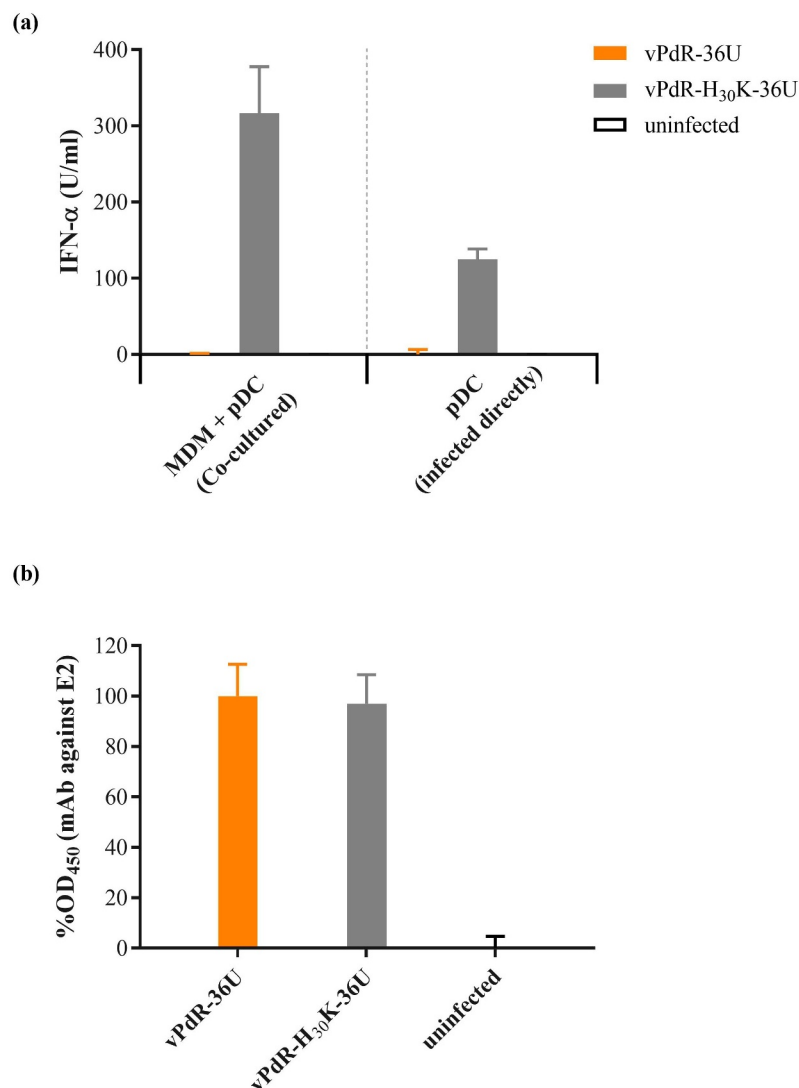 (a)
400
300
200
100
0
IFN-α (U/ml)
vPdR-36U
vPdR-H₃₀K-36U
uninfected
MDM + pDC
(Co-cultured)
pDC
(infected directly)
(b)
120
100
80
60
40
20
0
%OD₄₅₀ (mAb against E2)
vPdR-36U
vPdR-H₃₀K-36U
uninfected